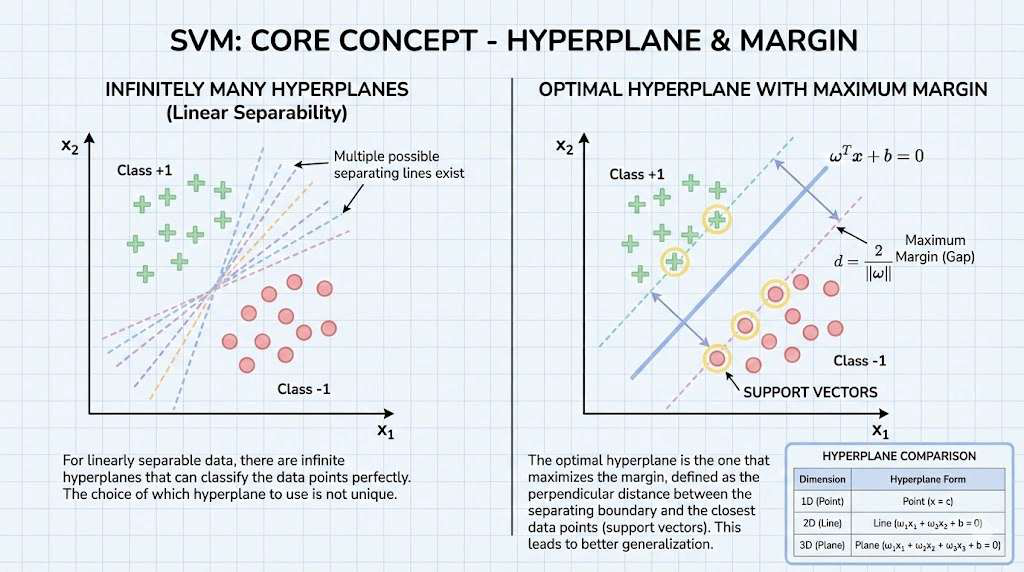 SVM: CORE CONCEPT - HYPERPLANE & MARGIN
INFINITELY MANY HYPERPLANES
(Linear Separability)
x₂
Class +1
Multiple possible
separating lines exist
Class -1
x₁
For linearly separable data, there are infinite
hyperplanes that can classify the data points perfectly.
The choice of which hyperplane to use is not unique.
OPTIMAL HYPERPLANE WITH MAXIMUM MARGIN
x₂
Class +1
ωᵀx + b = 0
Maximum
Margin (Gap)
d = 2 / ||ω||
Class -1
SUPPORT VECTORS
x₁
The optimal hyperplane is the one that
maximizes the margin, defined as the
perpendicular distance between the
separating boundary and the closest
data points (support vectors). This
leads to better generalization.
HYPERPLANE COMPARISON
Dimension Hyperplane Form
1D (Point) Point (x = c)
2D (Line) Line (ω₁x₁ + ω₂x₂ + b = 0)
3D (Plane) Plane (ω₁x₁ + ω₂x₂ + ω₃x₃ + b = 0)